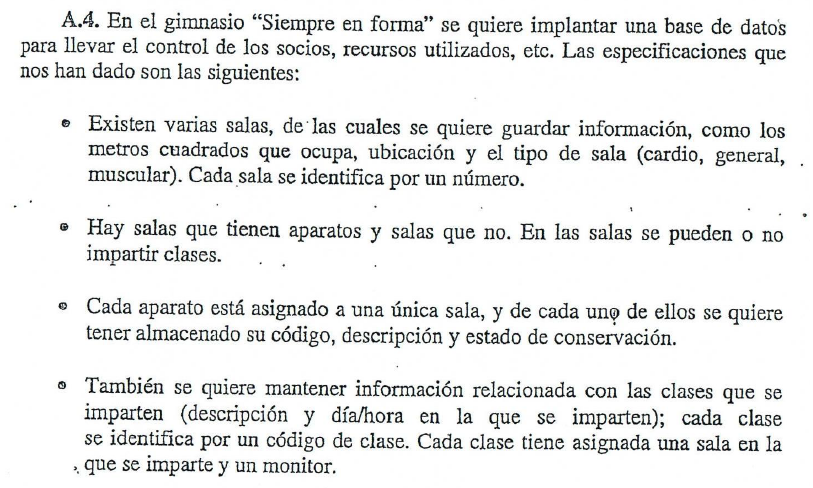 A.4. En el gimnasio “Siempre en forma” se quiere implantar una base de datos
para llevar el control de los socios, recursos utilizados, etc. Las especificaciones que
nos han dado son las siguientes:
• Existen varias salas, de las cuales se quiere guardar información, como los
metros cuadrados que ocupa, ubicación y el tipo de sala (cardio, general,
muscular). Cada sala se identifica por un número.
• Hay salas que tienen aparatos y salas que no. En las salas se pueden o no
impartir clases.
• Cada aparato está asignado a una única sala, y de cada uno de ellos se quiere
tener almacenado su código, descripción y estado de conservación.
• También se quiere mantener información relacionada con las clases que se
imparten (descripción y día/hora en la que se imparten); cada clase
se identifica por un código de clase. Cada clase tiene asignada una sala en la
que se imparte y un monitor.